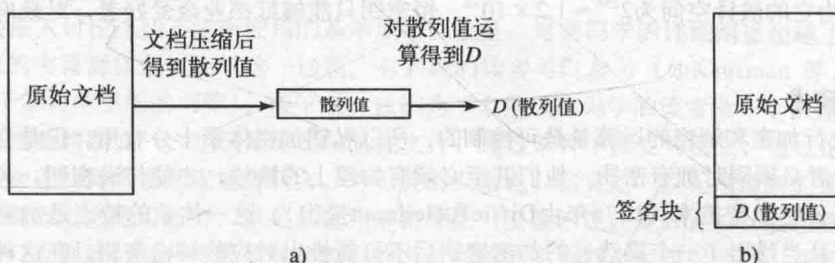 文档压缩后
得到散列值
对散列值运
算得到D
原始文档
散列值
D(散列值)
原始文档
签名块
D(散列值)
a)
b)